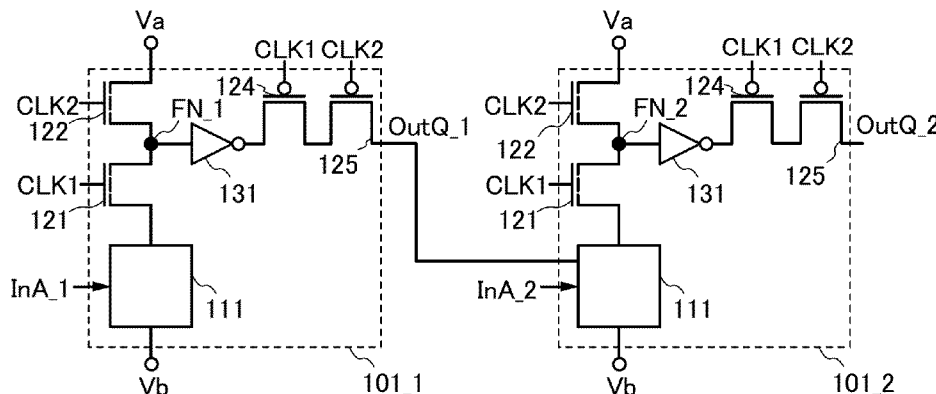 Va
CLK1 CLK2
124
CLK2
122
FN_1
OutQ_1
125
131
CLK1
121
InA_1
111
Vb
101_1
Va
CLK1 CLK2
124
CLK2
122
FN_2
OutQ_2
125
131
CLK1
121
InA_2
111
Vb
101_2